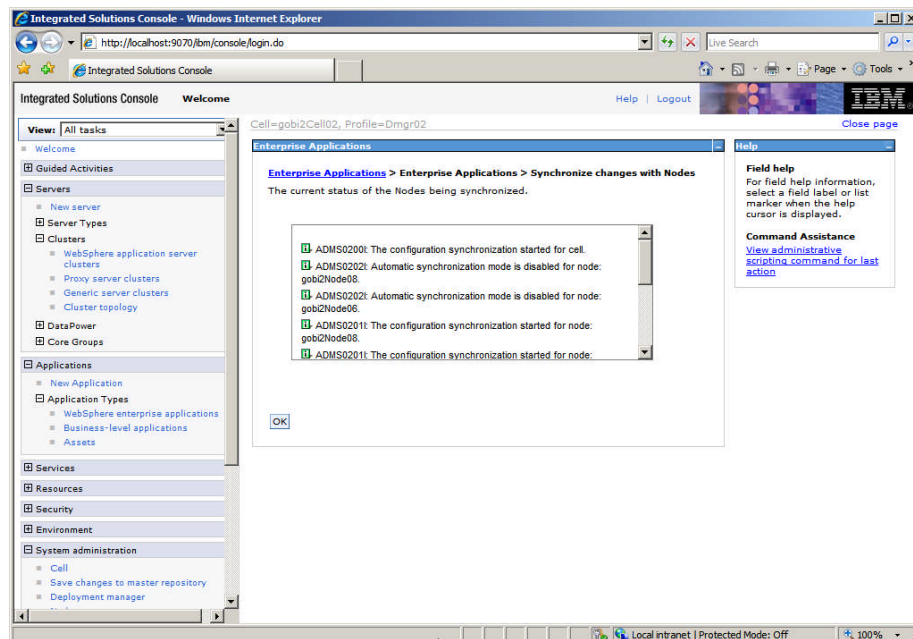 Integrated Solutions Console - Windows Internet Explorer
http://localhost:9070/ibm/console/login.do
Live Search
Integrated Solutions Console
Page
Tools
Integrated Solutions Console Welcome
Help | Logout
IBM
View: All tasks
Welcome
Guided Activities
Servers
New server
Server Types
Clusters
WebSphere application server
clusters
Proxy server clusters
Generic server clusters
Cluster topology
DataPower
Core Groups
Applications
New Application
Application Types
WebSphere enterprise applications
Business-level applications
Assets
Services
Resources
Security
Environment
System administration
Cell
Save changes to master repository
Deployment manager
Cell=gobi2Cell02, Profile=Dmgr02
Close page
Enterprise Applications
Enterprise Applications > Enterprise Applications > Synchronize changes with Nodes
The current status of the Nodes being synchronized.
ADMS0200I: The configuration synchronization started for cell.
ADMS0202I: Automatic synchronization mode is disabled for node:
gobi2Node08.
ADMS0202I: Automatic synchronization mode is disabled for node:
gobi2Node06.
ADMS0201I: The configuration synchronization started for node:
gobi2Node08.
ADMS0201I: The configuration synchronization started for node:
OK
Help
Field help
For field help information,
select a field label or list
marker when the help
cursor is displayed.
Command Assistance
View administrative
scripting command for last
action
Local intranet | Protected Mode: Off
100%